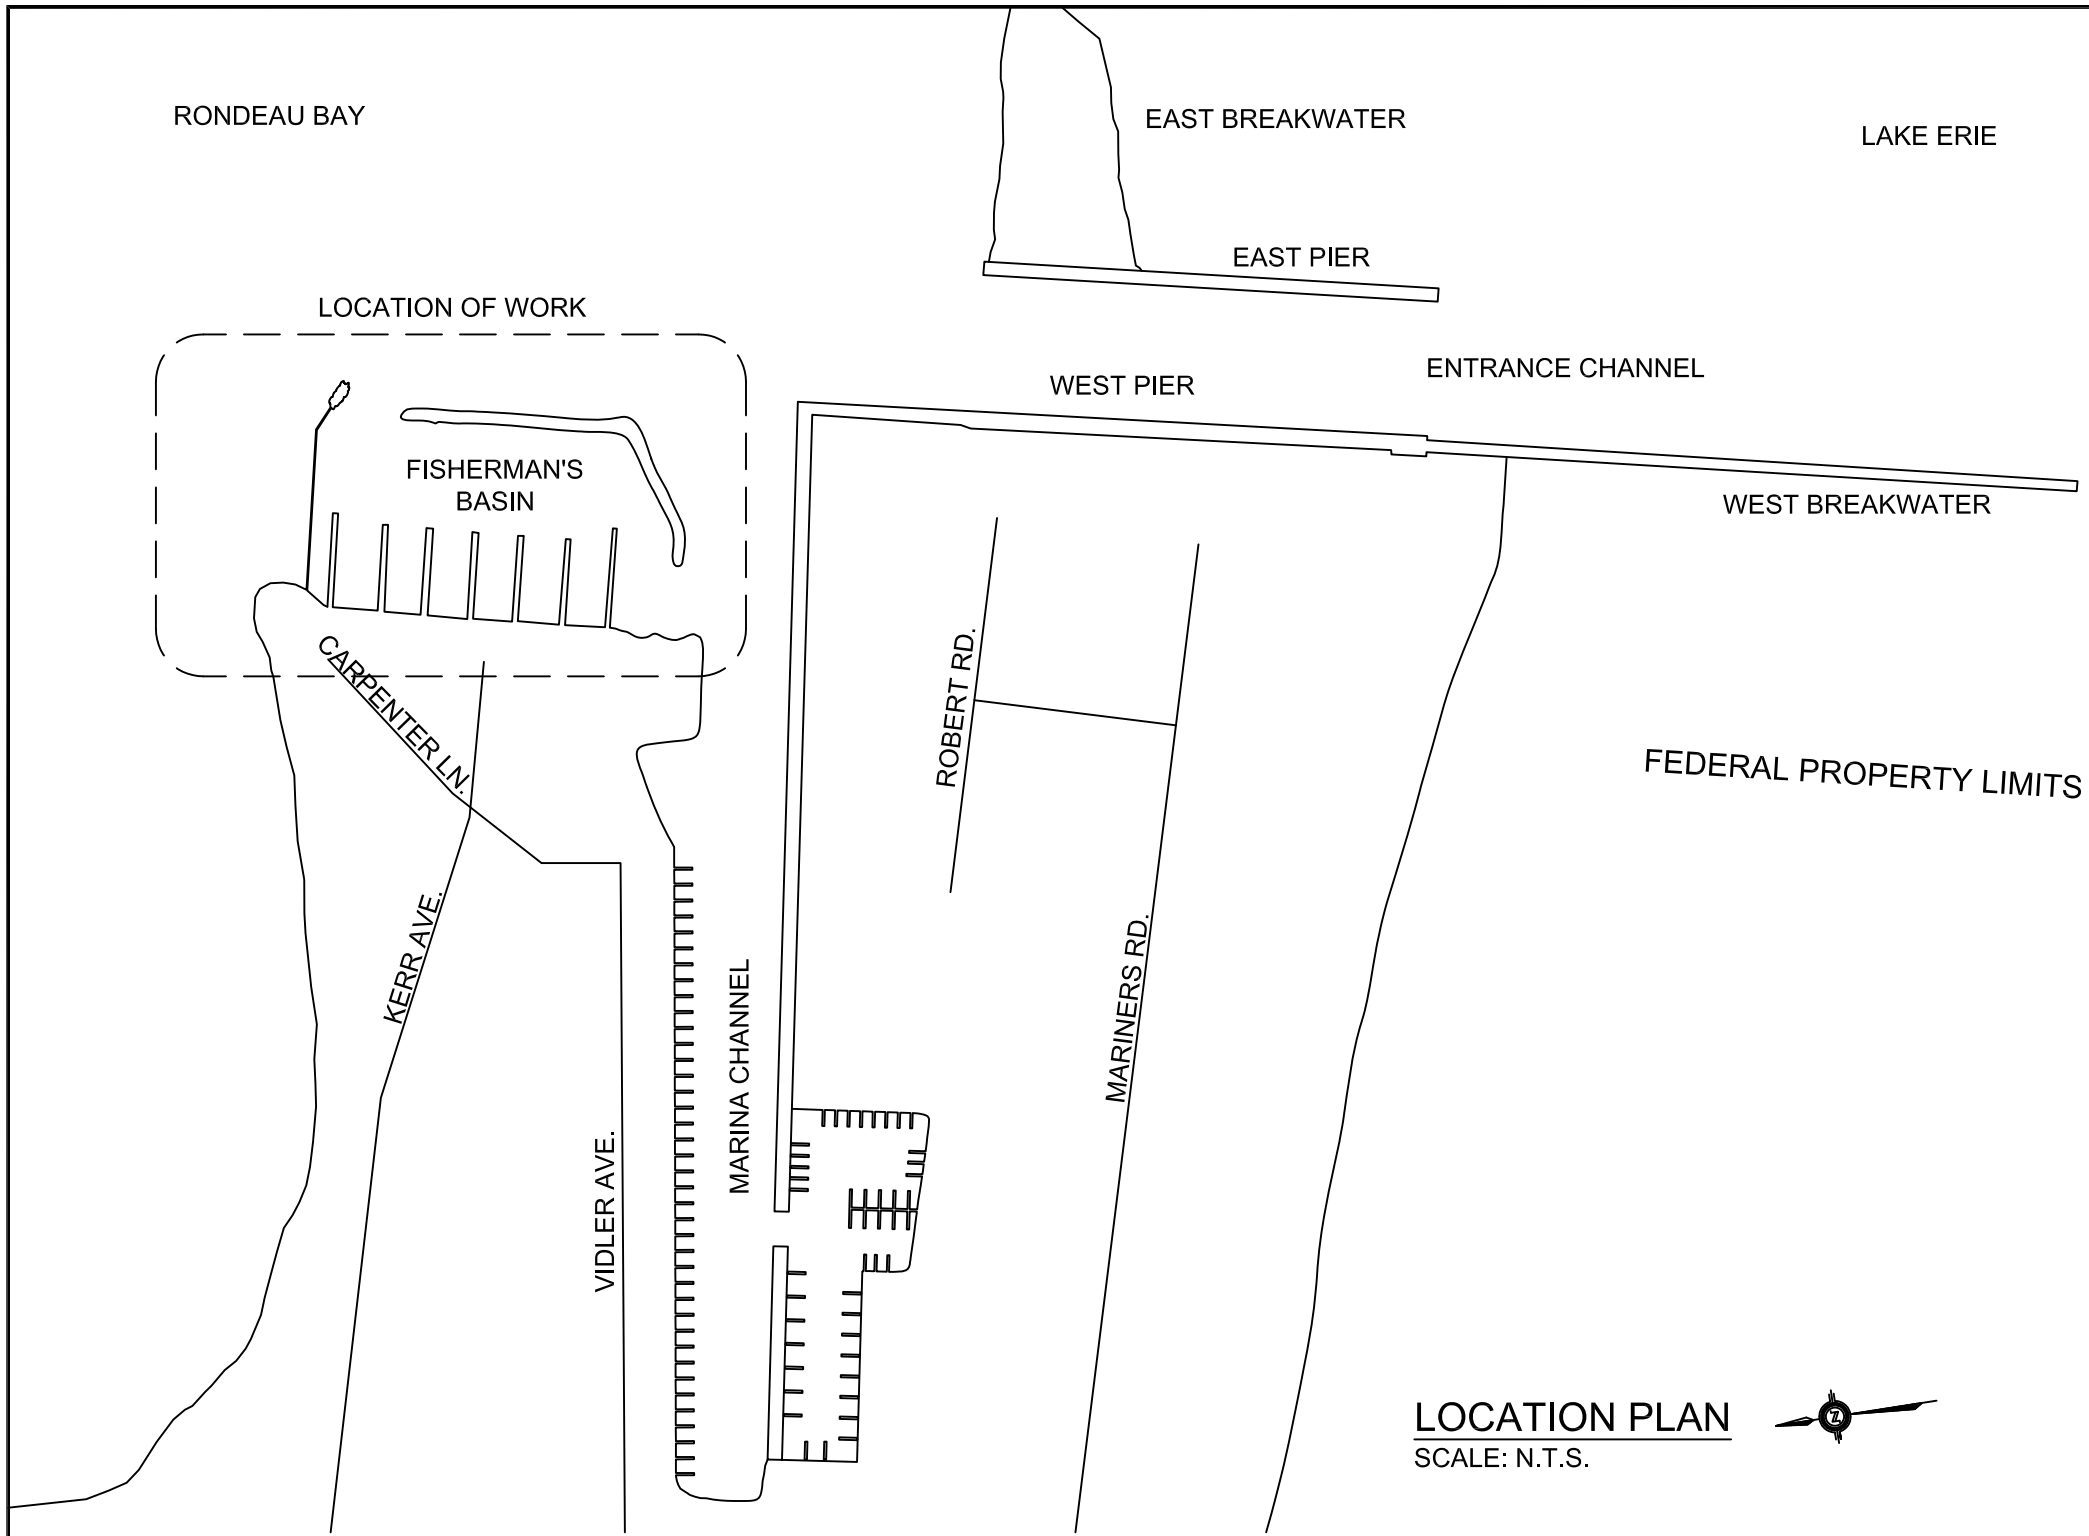 RONDEAU BAY
EAST BREAKWATER
LAKE ERIE
EAST PIER
LOCATION OF WORK
ENTRANCE CHANNEL
WEST PIER
FISHERMAN'S
BASIN
WEST BREAKWATER
CARPENTER LN.
ROBERT RD.
FEDERAL PROPERTY LIMITS
KERR AVE.
MARINERS RD.
MARINA CHANNEL
VIDLER AVE.
LOCATION PLAN
Z
SCALE: N.T.S.